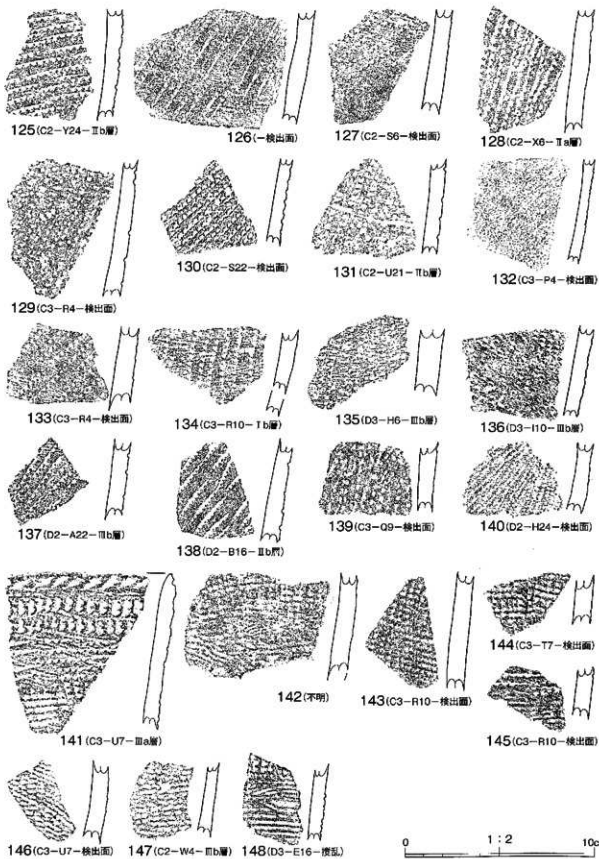 125(C2-Y24-Ⅱb層)
126(-検出面)
127(C2-S6-検出面)
128(C2-X6-Ⅱa層)
129(C3-R4-検出面)
130(C2-S22-検出面)
131(C2-U21-Ⅱb層)
132(C3-P4-検出面)
133(C3-R4-検出面)
134(C3-R10-Ⅰb層)
135(D3-H6-Ⅲb層)
136(D3-I10-Ⅲb層)
137(D2-A22-Ⅲb層)
138(D2-B16-Ⅱb層)
139(C3-Q9-検出面)
140(D2-H24-検出面)
141(C3-U7-Ⅲa層)
142(不明)
143(C3-R10-検出面)
144(C3-T7-検出面)
145(C3-R10-検出面)
146(C3-U7-検出面)
147(C2-W4-Ⅲb層)
148(D3-E16-攪乱)
0 1:2 10c